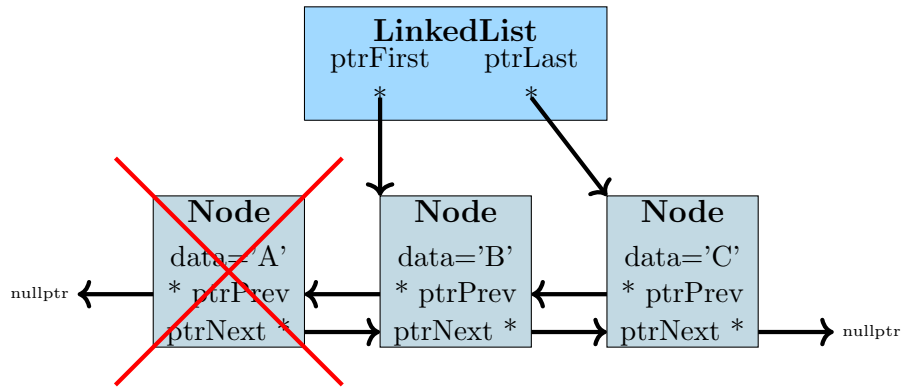 LinkedList
ptrFirst ptrLast
* *
Node Node Node
data='A' data='B' data='C'
nullptr * ptrPrev * ptrPrev * ptrPrev
ptrNext * ptrNext * ptrNext * nullptr